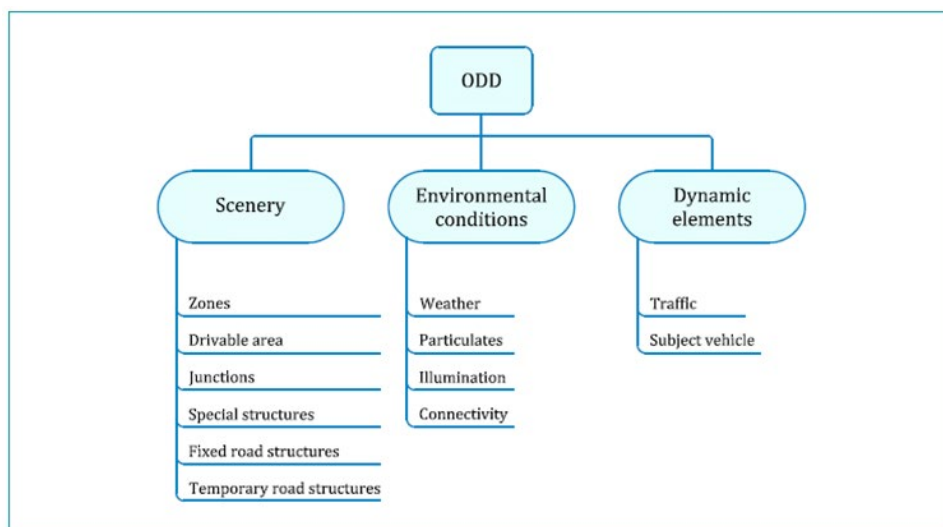 ODD
Scenery
Zones
Drivable area
Junctions
Special structures
Fixed road structures
Temporary road structures
Environmental
conditions
Weather
Particulates
Illumination
Connectivity
Dynamic
elements
Traffic
Subject vehicle